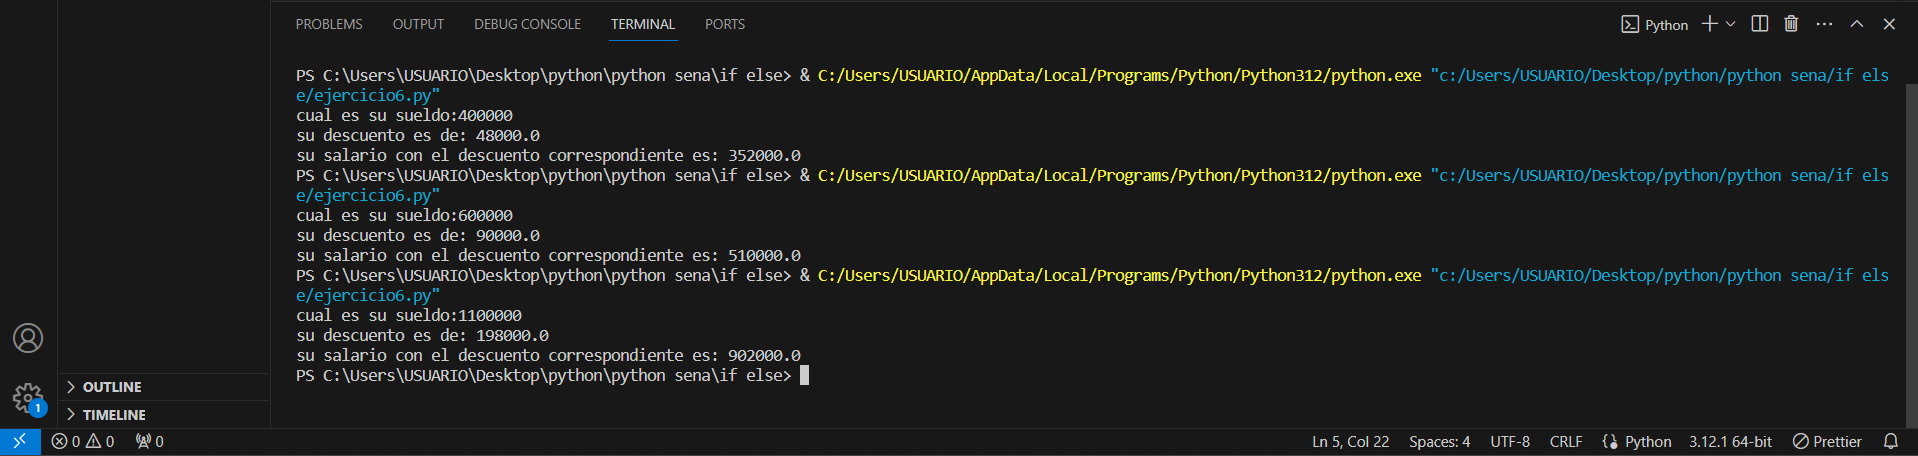 PROBLEMS OUTPUT DEBUG CONSOLE TERMINAL PORTS Python
PS C:\Users\USUARIO\Desktop\python\python sena\if else> & C:/Users/USUARIO/AppData/Local/Programs/Python/Python312/python.exe "c:/Users/USUARIO/Desktop/python/python sena/if els
e/ejercicio6.py"
cual es su sueldo:400000
su descuento es de: 48000.0
su salario con el descuento correspondiente es: 352000.0
PS C:\Users\USUARIO\Desktop\python\python sena\if else> & C:/Users/USUARIO/AppData/Local/Programs/Python/Python312/python.exe "c:/Users/USUARIO/Desktop/python/python sena/if els
e/ejercicio6.py"
cual es su sueldo:600000
su descuento es de: 90000.0
su salario con el descuento correspondiente es: 510000.0
PS C:\Users\USUARIO\Desktop\python\python sena\if else> & C:/Users/USUARIO/AppData/Local/Programs/Python/Python312/python.exe "c:/Users/USUARIO/Desktop/python/python sena/if els
e/ejercicio6.py"
cual es su sueldo:1100000
su descuento es de: 198000.0
su salario con el descuento correspondiente es: 902000.0
PS C:\Users\USUARIO\Desktop\python\python sena\if else>
OUTLINE
1
TIMELINE
0 0 0 Ln 5, Col 22 Spaces: 4 UTF-8 CRLF Python 3.12.1 64-bit Prettier